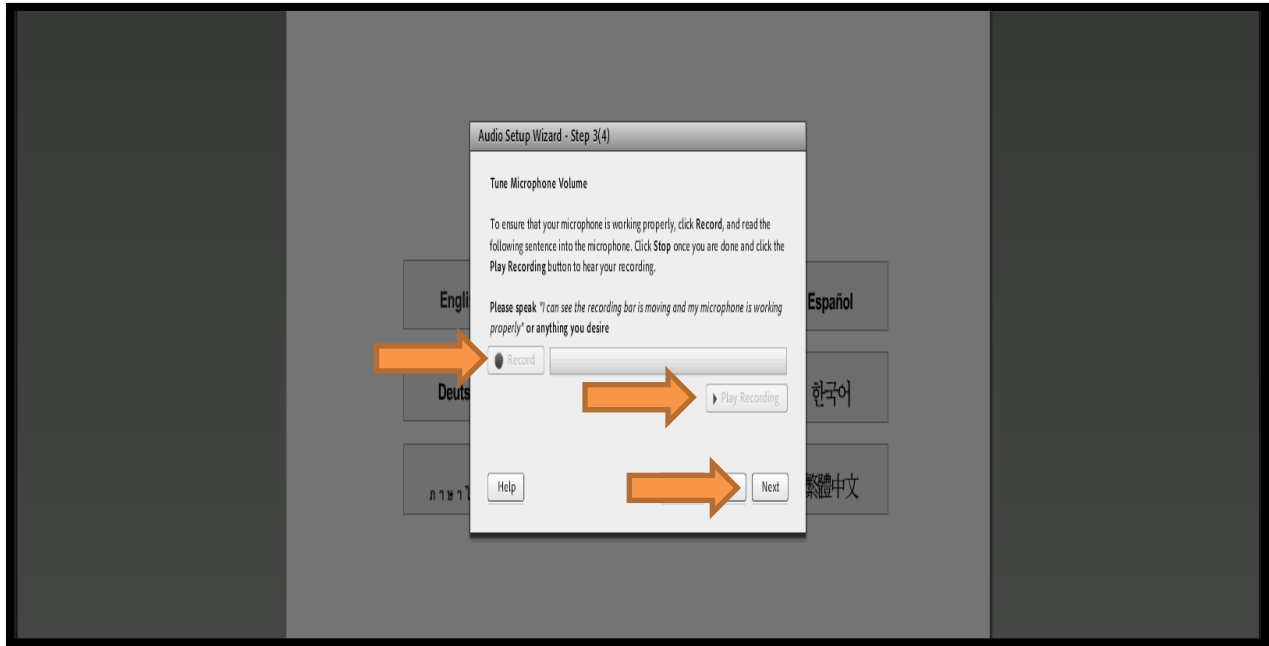 Audio Setup Wizard - Step 3(4)
Tune Microphone Volume
To ensure that your microphone is working properly, click Record, and read the
following sentence into the microphone. Click Stop once you are done and click the
Play Recording button to hear your recording.
Please speak "I can see the recording bar is moving and my microphone is working
properly" or anything you desire
Record
Play Recording
Help
Next
Engli
Español
Deuts
한국어
ภาษาไ
繁體中文